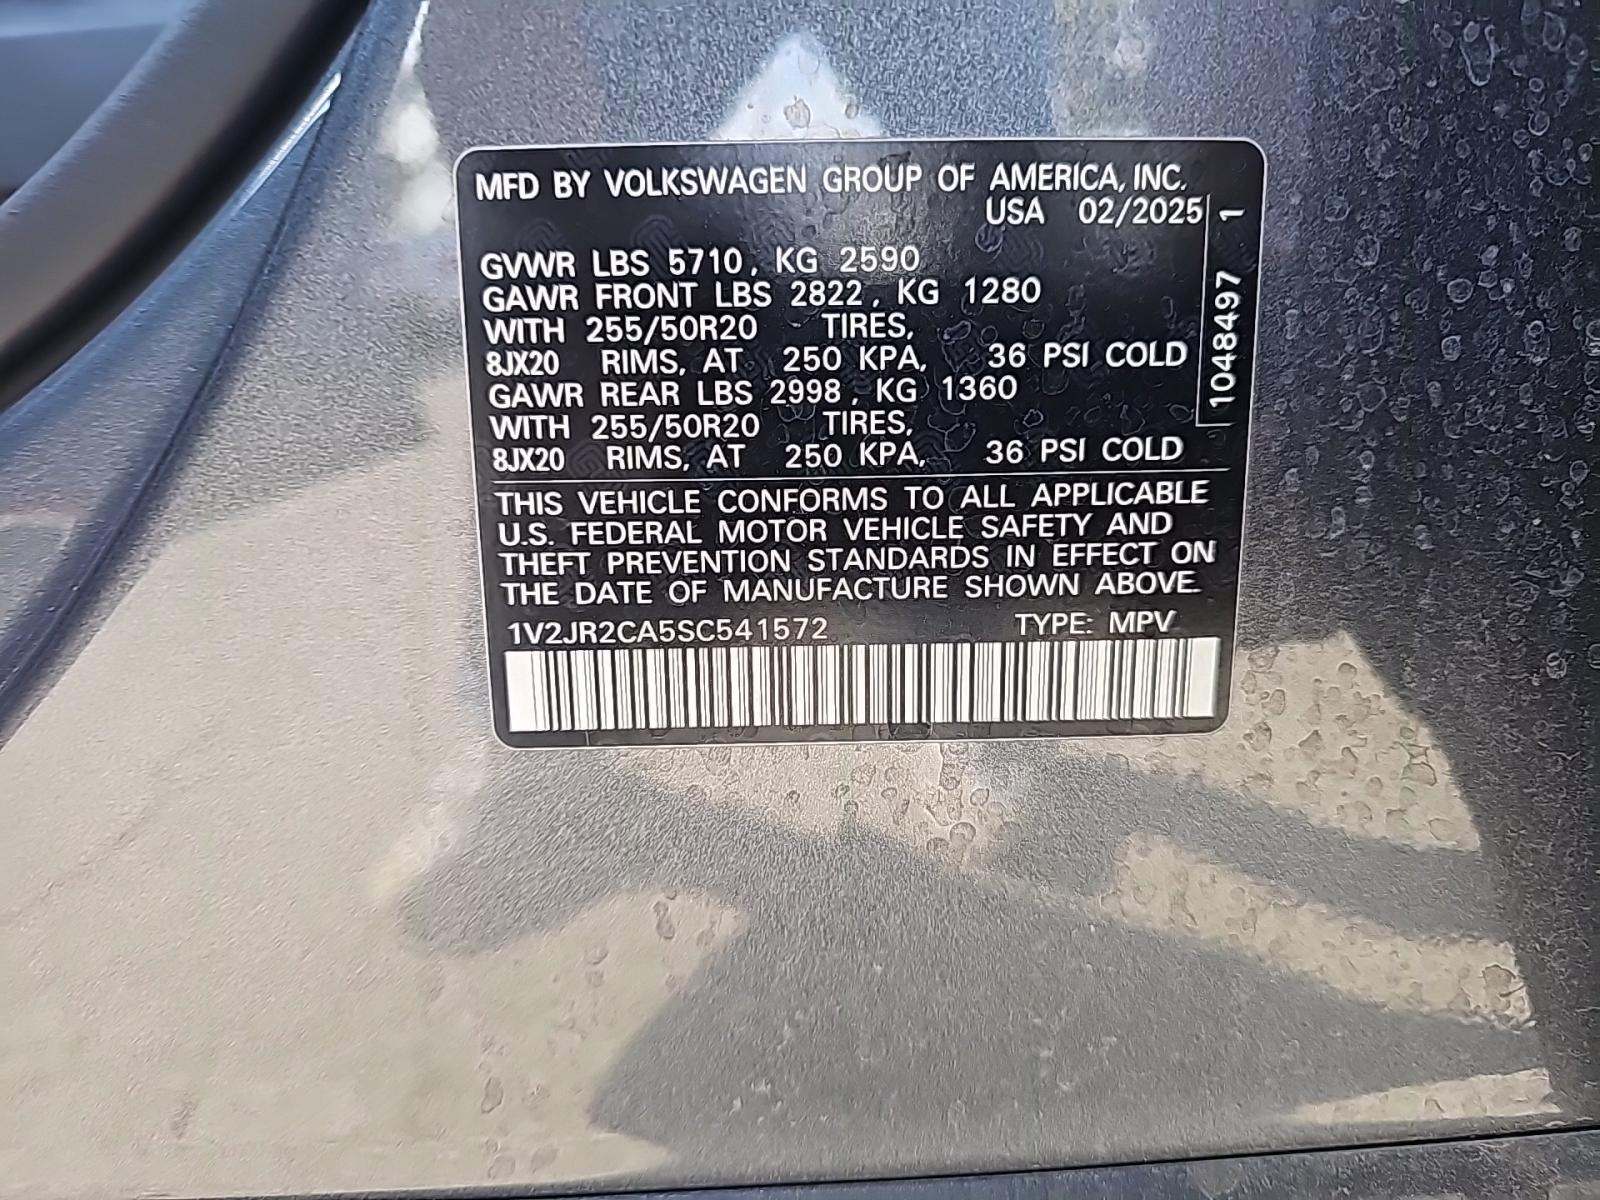 MFD BY VOLKSWAGEN GROUP OF AMERICA, INC.
USA 02/2025
1048497 1
GVWR LBS 5710, KG 2590
GAWR FRONT LBS 2822, KG 1280
WITH 255/50R20 TIRES,
8JX20 RIMS, AT 250 KPA, 36 PSI COLD
GAWR REAR LBS 2998, KG 1360
WITH 255/50R20 TIRES,
8JX20 RIMS, AT 250 KPA, 36 PSI COLD
THIS VEHICLE CONFORMS TO ALL APPLICABLE
U.S. FEDERAL MOTOR VEHICLE SAFETY AND
THEFT PREVENTION STANDARDS IN EFFECT ON
THE DATE OF MANUFACTURE SHOWN ABOVE.
1V2JR2CA5SC541572 TYPE: MPV